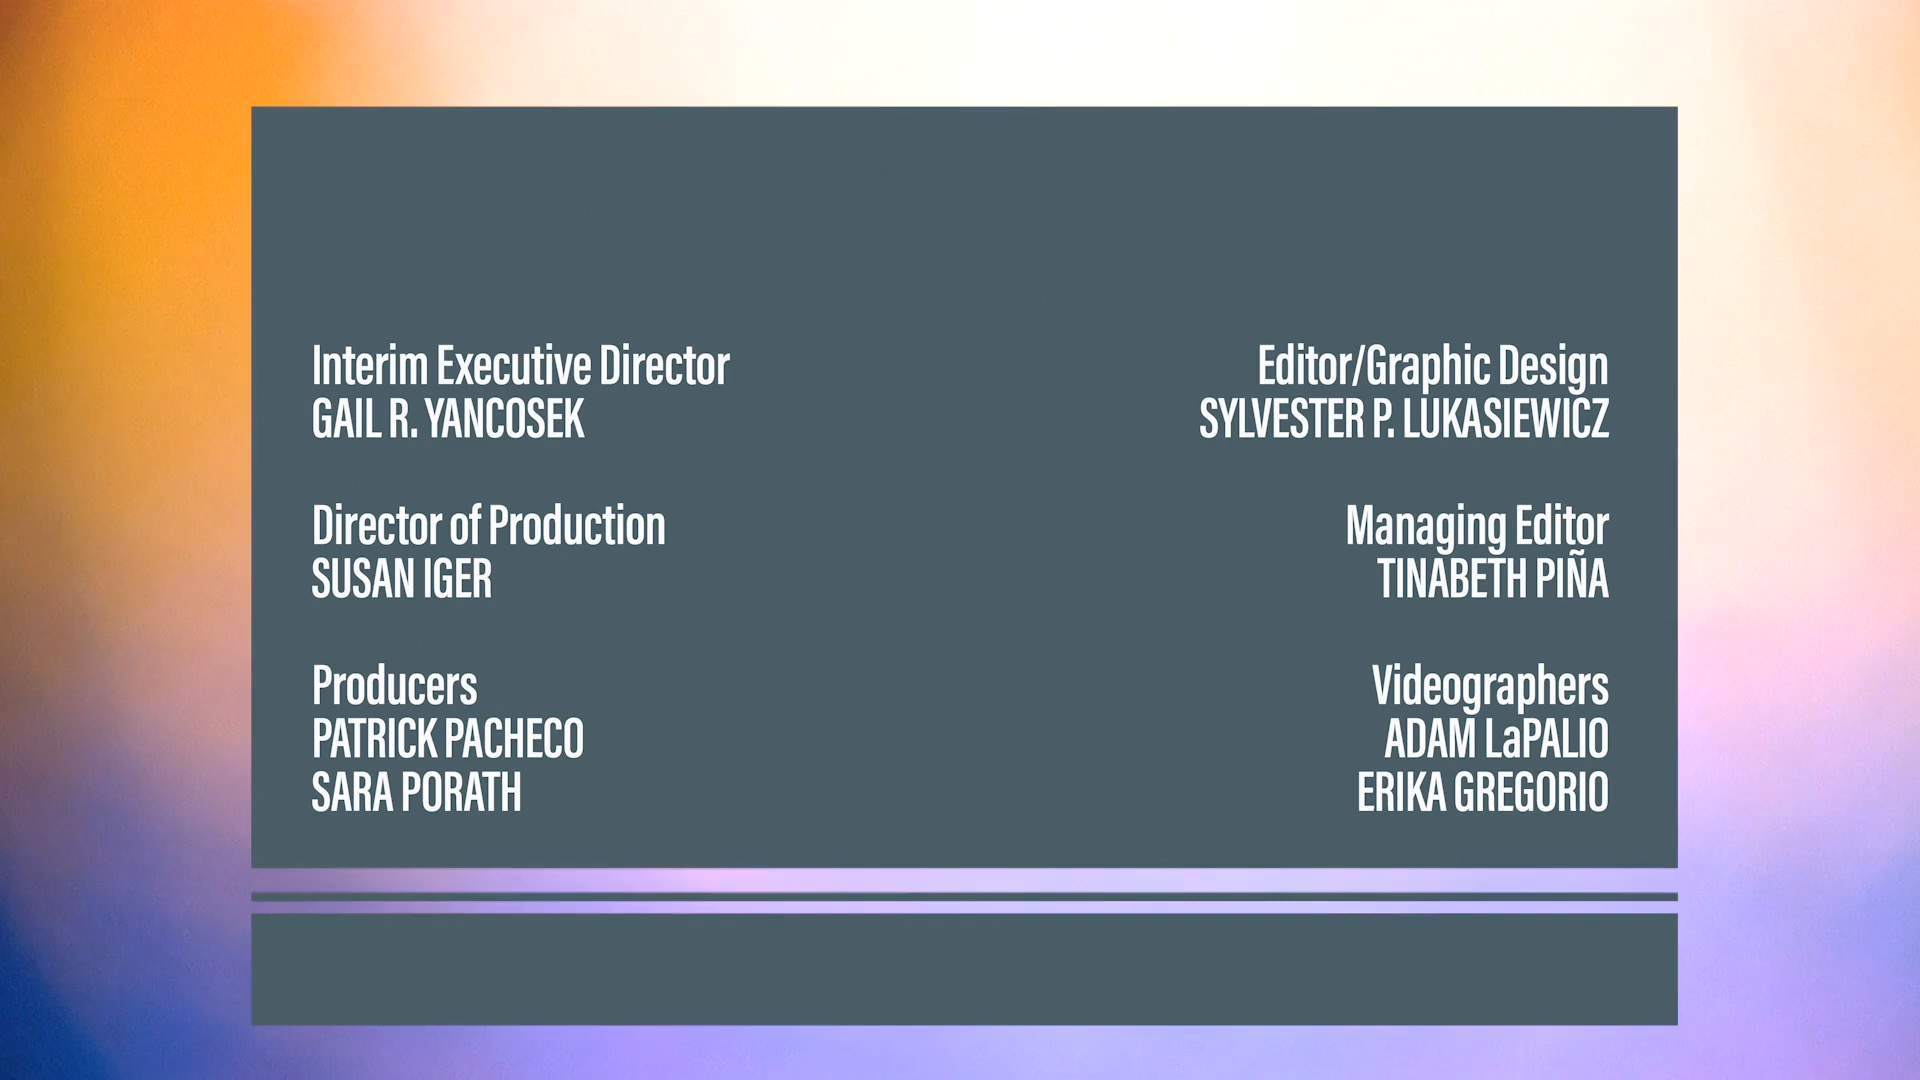 Interim Executive Director
GAIL R. YANCOSEK
Director of Production
SUSAN IGER
Producers
PATRICK PACHECO
SARA PORATH
Editor/Graphic Design
SYLVESTER P. LUKASIEWICZ
Managing Editor
TINABETH PIÑA
Videographers
ADAM LaPALIO
ERIKA GREGORIO